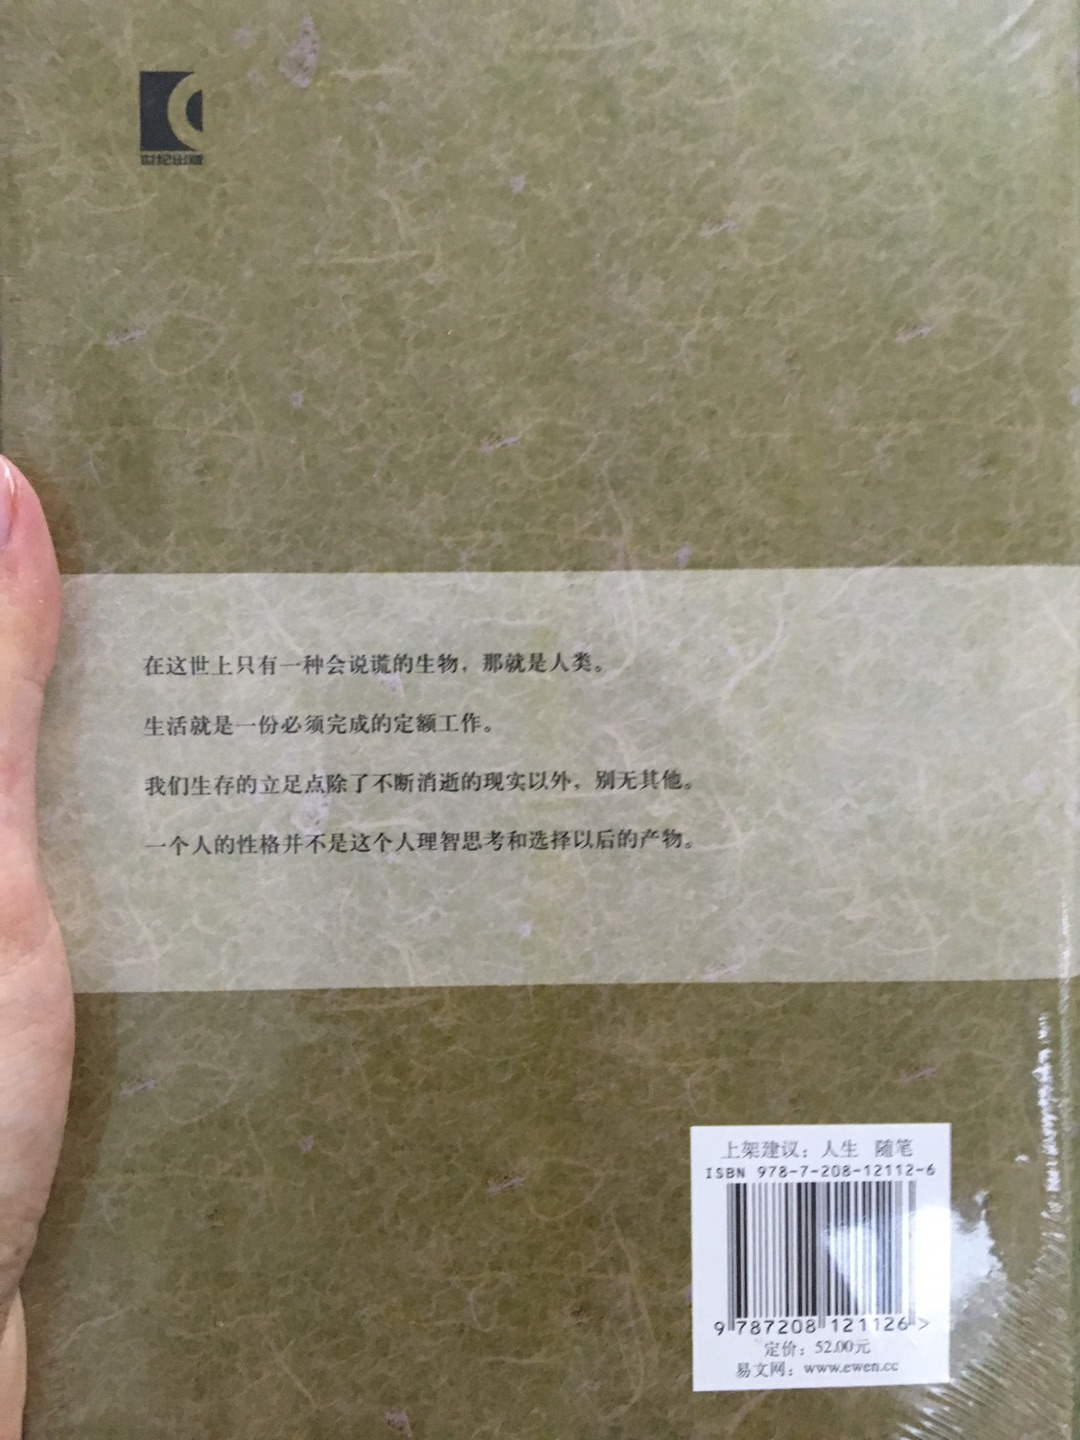 世纪出版
在这世上只有一种会说谎的生物，那就是人类。
生活就是一份必须完成的定额工作。
我们生存的立足点除了不断消逝的现实以外，别无其他。
一个人的性格并不是这个人理智思考和选择以后的产物。
上架建议：人生 随笔
ISBN 978-7-208-12112-6
9 787208 121126 >
定价：52.00元
易文网：www.ewen.cc